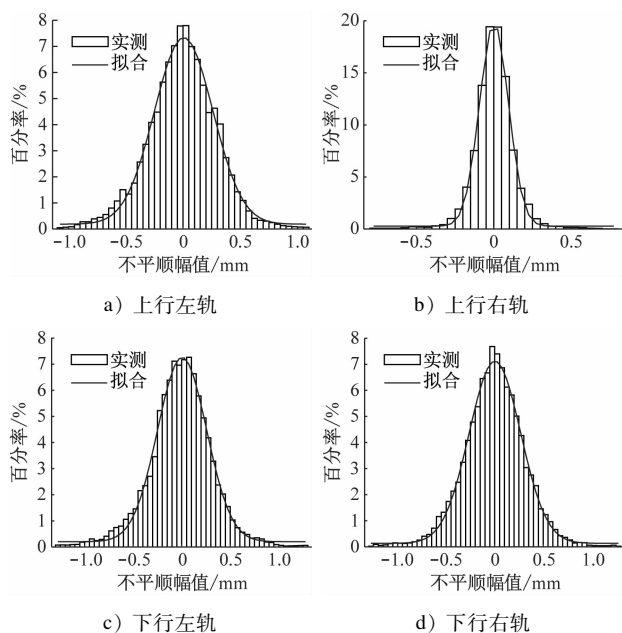 8
7
6
5
4
3
2
1
0
百分率/%
实测
拟合
-1.0 -0.5 0 0.5 1.0
不平顺幅值/mm
a）上行左轨
20
15
10
5
0
百分率/%
实测
拟合
-0.5 0 0.5
不平顺幅值/mm
b）上行右轨
8
7
6
5
4
3
2
1
0
百分率/%
实测
拟合
-1.0 -0.5 0 0.5 1.0
不平顺幅值/mm
c）下行左轨
8
7
6
5
4
3
2
1
0
百分率/%
实测
拟合
-1.0 -0.5 0 0.5 1.0
不平顺幅值/mm
d）下行右轨